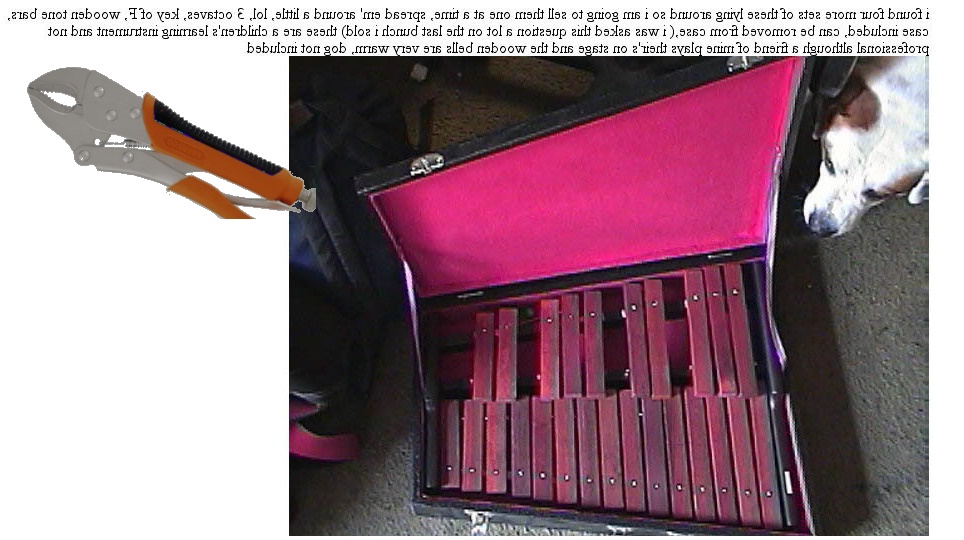 i found four more sets of these lying around so i am going to sell them one at a time, spread em' around a little, lol, 3 octaves, key of F, wooden tone bars,
case included, can be removed from case,( i was asked this question a lot on the last bunch i sold) these are a children's learning instrument and not
professional although a friend of mine plays their's on stage and the wooden bells are very warm, dog not included